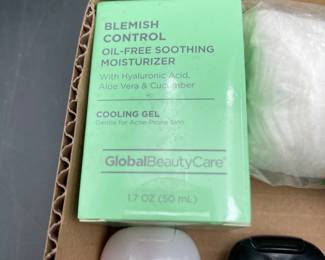 BLEMISH
CONTROL
OIL-FREE SOOTHING
MOISTURIZER
With Hyaluronic Acid,
Aloe Vera & Cucumber
COOLING GEL
Gentle for Acne-Prone Skin
GlobalBeautyCare®
1.7 OZ (50 mL)